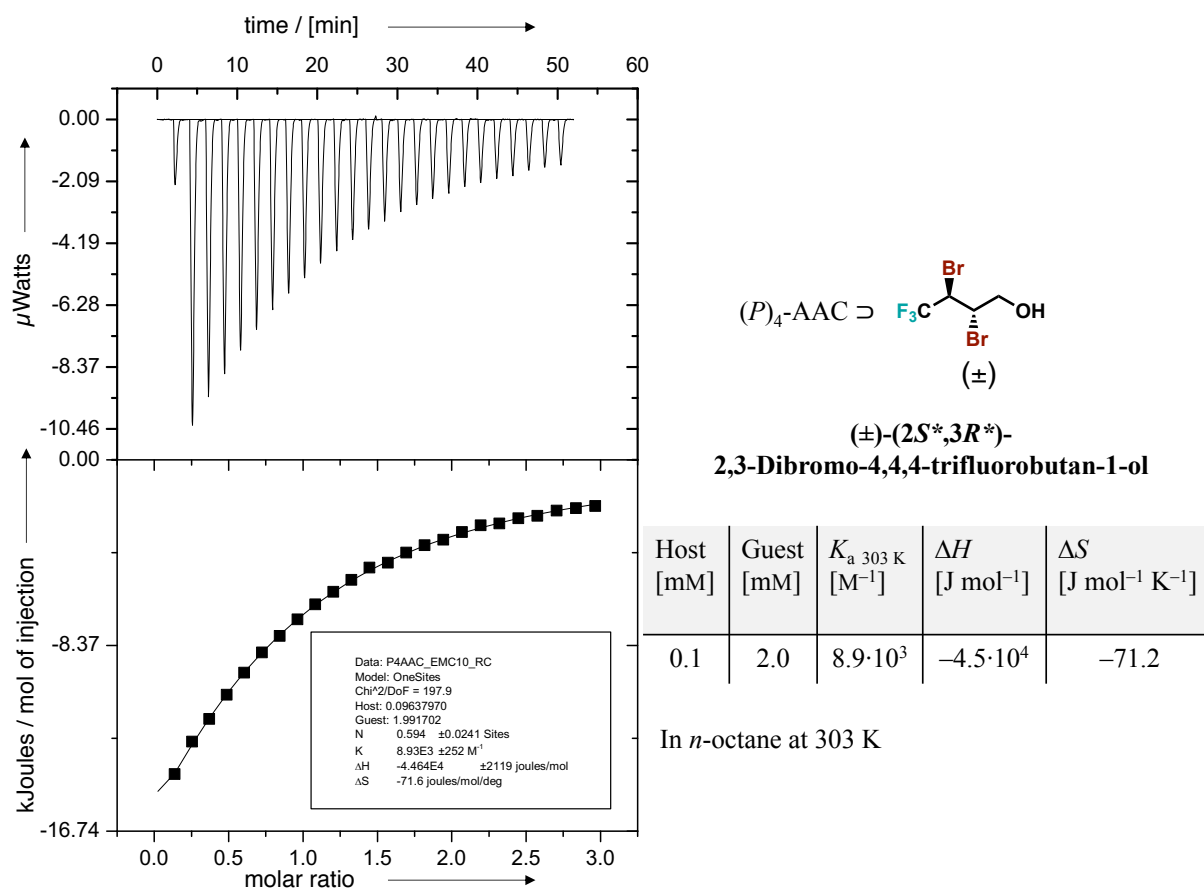 time / [min]
0 10 20 30 40 50 60
0.00
-2.09
-4.19
-6.28
-8.37
-10.46
µWatts
0.00
-8.37
-16.74
kJoules / mol of injection
Data: P4AAC_EMC10_RC
Model: OneSites
Chi^2/DoF = 197.9
Host: 0.09637970
Guest: 1.991702
N 0.594 ±0.0241 Sites
K 8.93E3 ±252 M⁻¹
ΔH -4.464E4 ±2119 joules/mol
ΔS -71.6 joules/mol/deg
0.0 0.5 1.0 1.5 2.0 2.5 3.0
molar ratio
(P)₄-AAC ⊃
Br
F₃C
OH
Br
(±)
(±)-(2S*,3R*)-
2,3-Dibromo-4,4,4-trifluorobutan-1-ol
Host Guest Kₐ ₃₀₃ K ΔH ΔS
[mM] [mM] [M⁻¹] [J mol⁻¹] [J mol⁻¹ K⁻¹]
0.1 2.0 8.9·10³ –4.5·10⁴ –71.2
In n-octane at 303 K